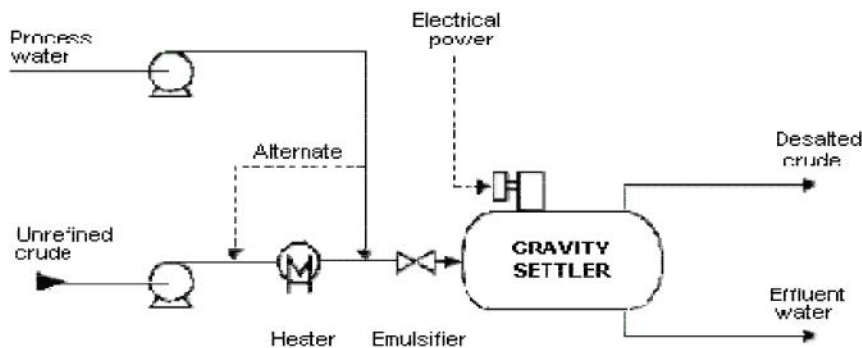 Electrical
power
Process
water
Alternate
Desalted
crude
Unrefined
crude
GRAVITY
SETTLER
Effluent
water
Heater
Emulsifier